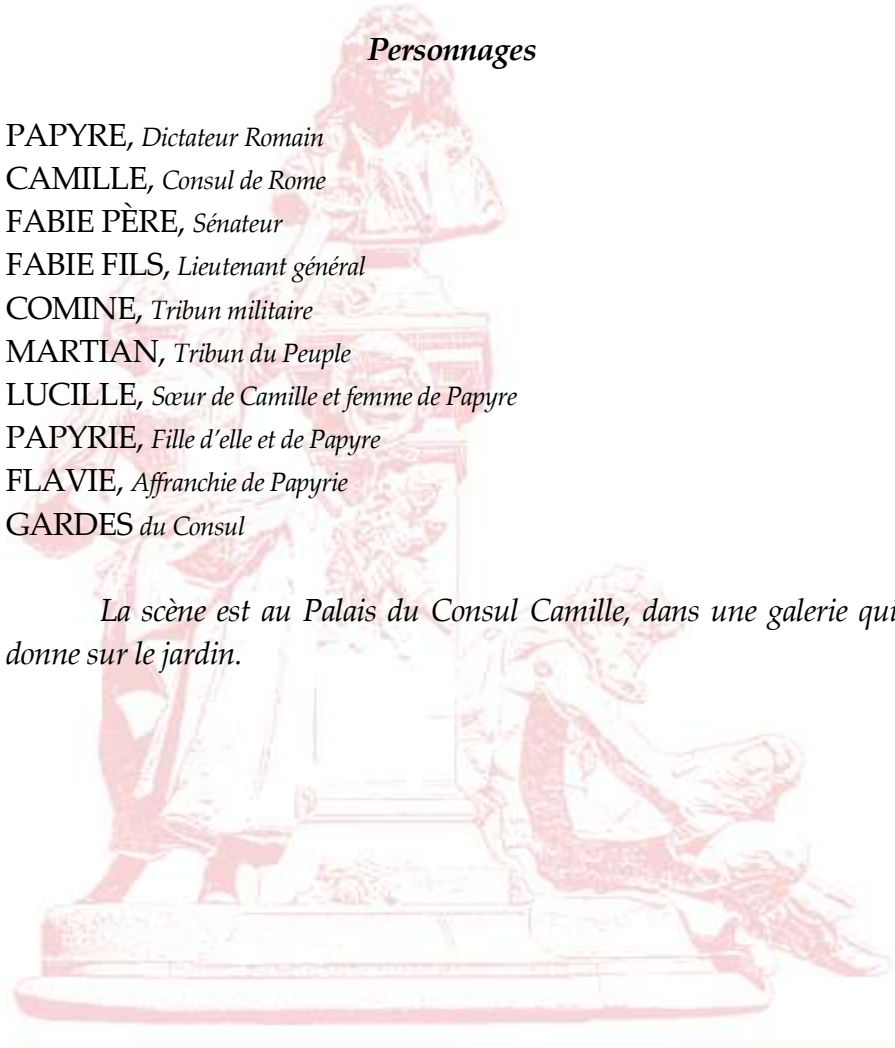 Personnages
PAPYRE, Dictateur Romain
CAMILLE, Consul de Rome
FABIE PÈRE, Sénateur
FABIE FILS, Lieutenant général
COMINE, Tribun militaire
MARTIAN, Tribun du Peuple
LUCILLE, Sœur de Camille et femme de Papyre
PAPYRIE, Fille d’elle et de Papyre
FLAVIE, Affranchie de Papyrie
GARDES du Consul
La scène est au Palais du Consul Camille, dans une galerie qui
donne sur le jardin.